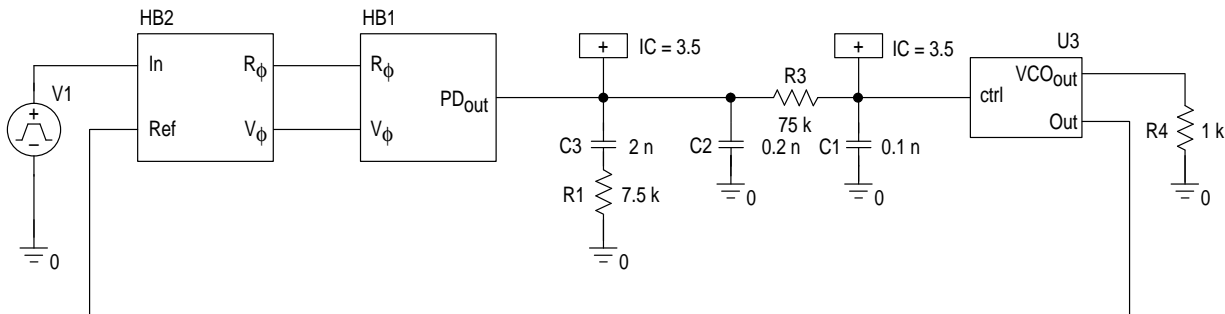 HB2
HB1
IC = 3.5
IC = 3.5
U3
+
+
V1
In
Rϕ
Rϕ
R3
VCOout
+
PDout
ctrl
−
Ref
Vϕ
Vϕ
75 k
Out
R4
1 k
C3
2 n
C2
0.2 n
C1
0.1 n
R1
7.5 k
0
0
0
0
0